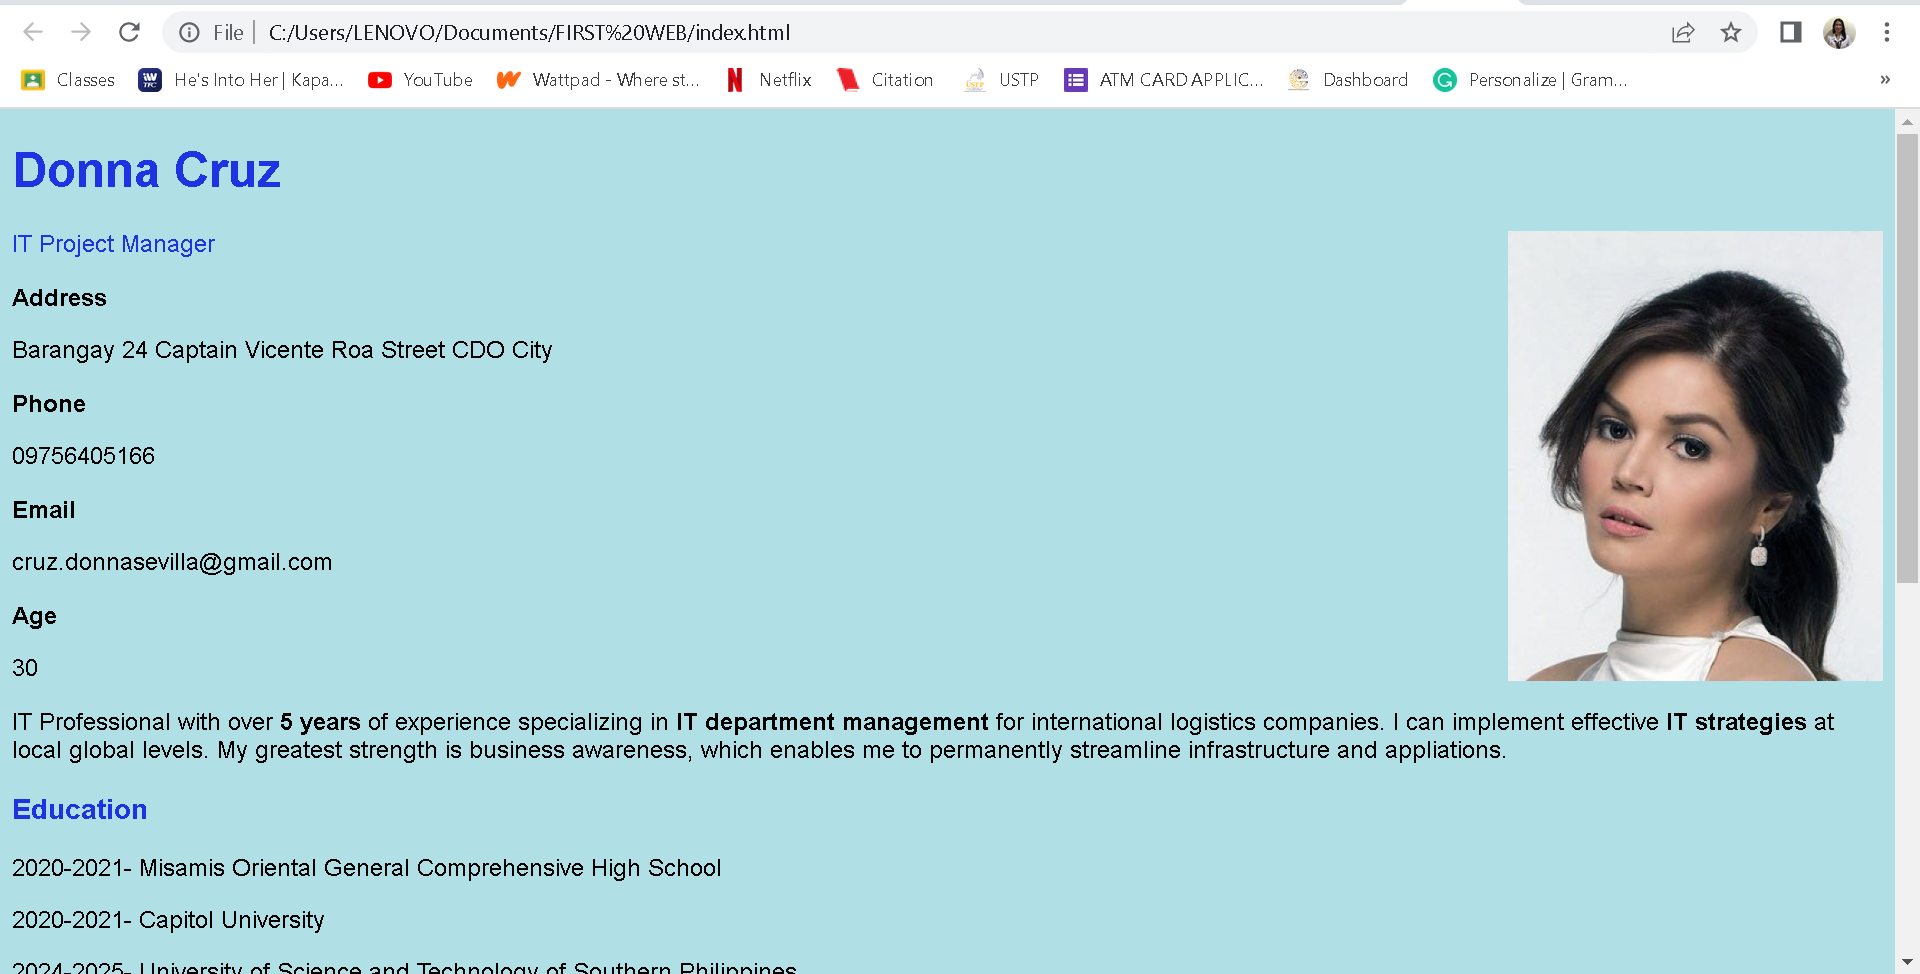 File | C:/Users/LENOVO/Documents/FIRST%20WEB/index.html
Classes He's Into Her | Kapa... YouTube Wattpad - Where st... Netflix Citation USTP ATM CARD APPLIC... Dashboard Personalize | Gram... »
Donna Cruz
IT Project Manager
Address
Barangay 24 Captain Vicente Roa Street CDO City
Phone
09756405166
Email
cruz.donnasevilla@gmail.com
Age
30
IT Professional with over 5 years of experience specializing in IT department management for international logistics companies. I can implement effective IT strategies at
local global levels. My greatest strength is business awareness, which enables me to permanently streamline infrastructure and appliations.
Education
2020-2021- Misamis Oriental General Comprehensive High School
2020-2021- Capitol University
2024-2025- University of Science and Technology of Southern Philippines